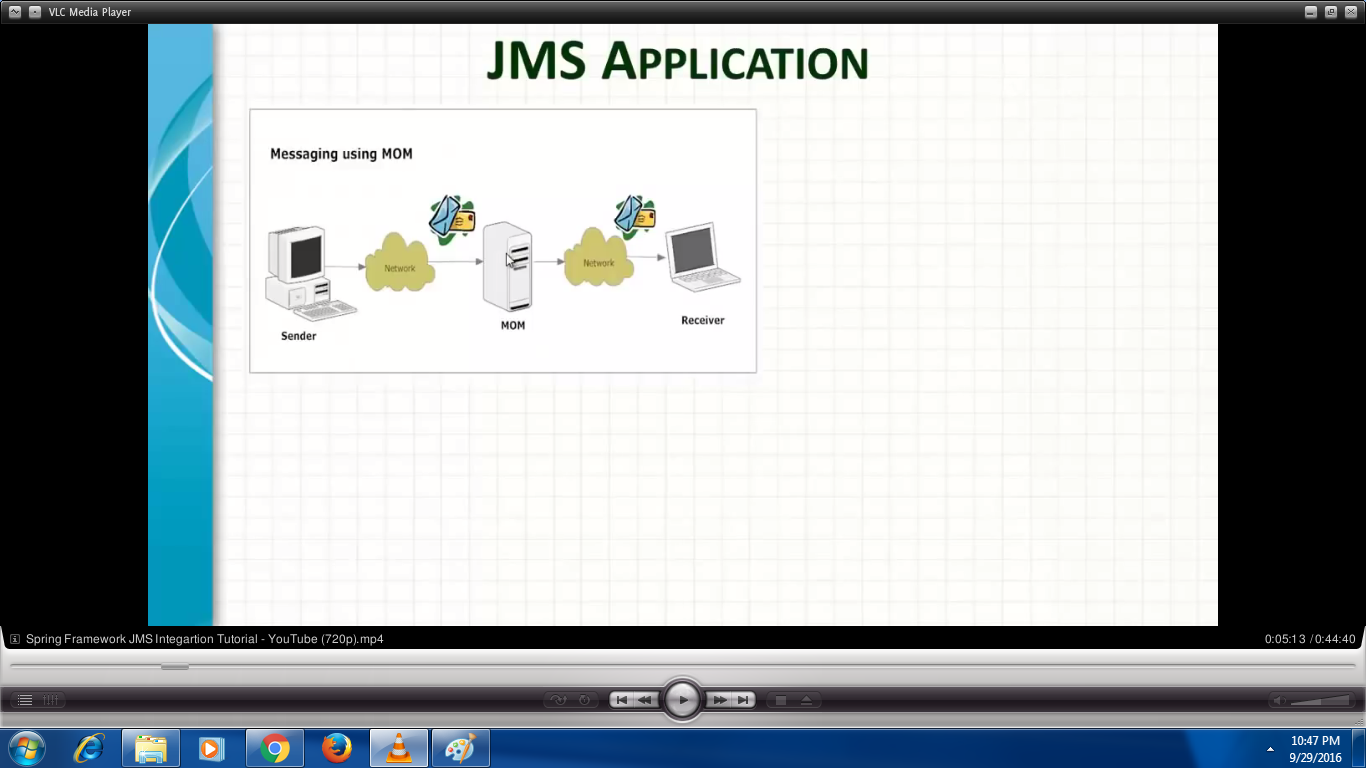 VLC Media Player
JMS APPLICATION
Messaging using MOM
Network
Network
Sender
MOM
Receiver
Spring Framework JMS Integartion Tutorial - YouTube (720p).mp4
0:05:13 / 0:44:40
10:47 PM
9/29/2016